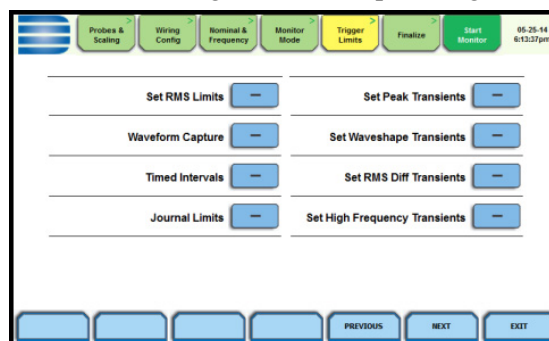 Probes & Scaling
Wiring Config
Nominal & Frequency
Monitor Mode
Trigger Limits
Finalize
Start Monitor
05-25-14
6:13:37pm
Set RMS Limits
Set Peak Transients
Waveform Capture
Set Waveshape Transients
Timed Intervals
Set RMS Diff Transients
Journal Limits
Set High Frequency Transients
PREVIOUS
NEXT
EXIT